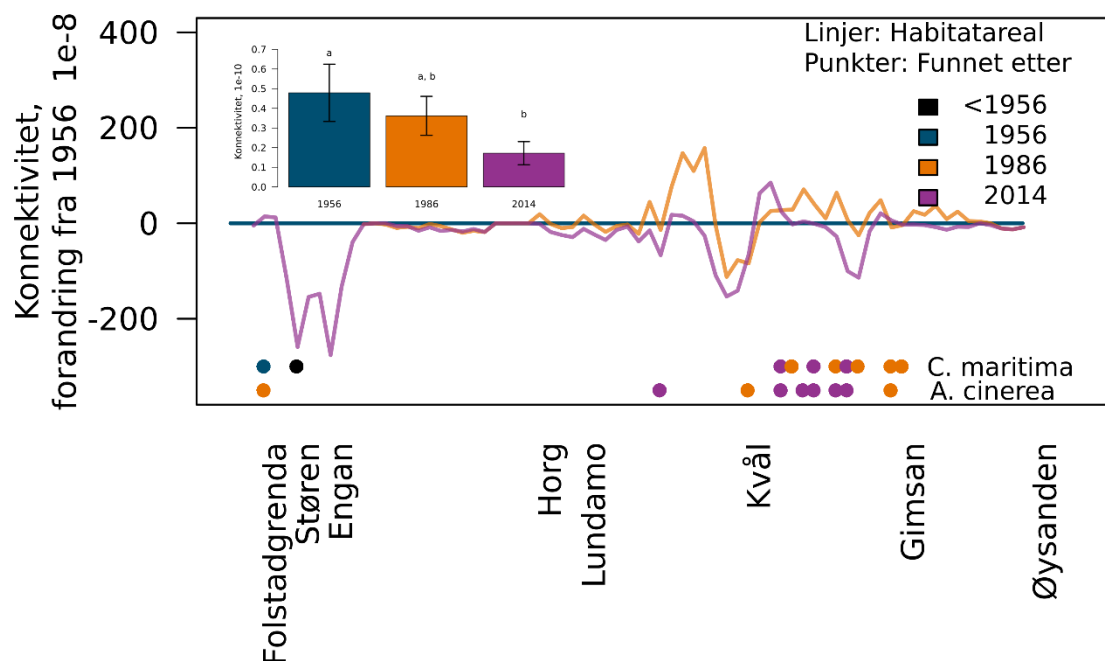 Konnektivitet,
forandring fra 1956 1e-8
400
200
0
-200
Konnektivitet, 1e-10
0.7
0.6
0.5
0.4
0.3
0.2
0.1
0.0
a
a, b
b
1956
1986
2014
Linjer: Habitatareal
Punkter: Funnet etter
<1956
1956
1986
2014
C. maritima
A. cinerea
Folstadgrenda
Støren
Engan
Horg
Lundamo
Kvål
Gimsan
Øysanden